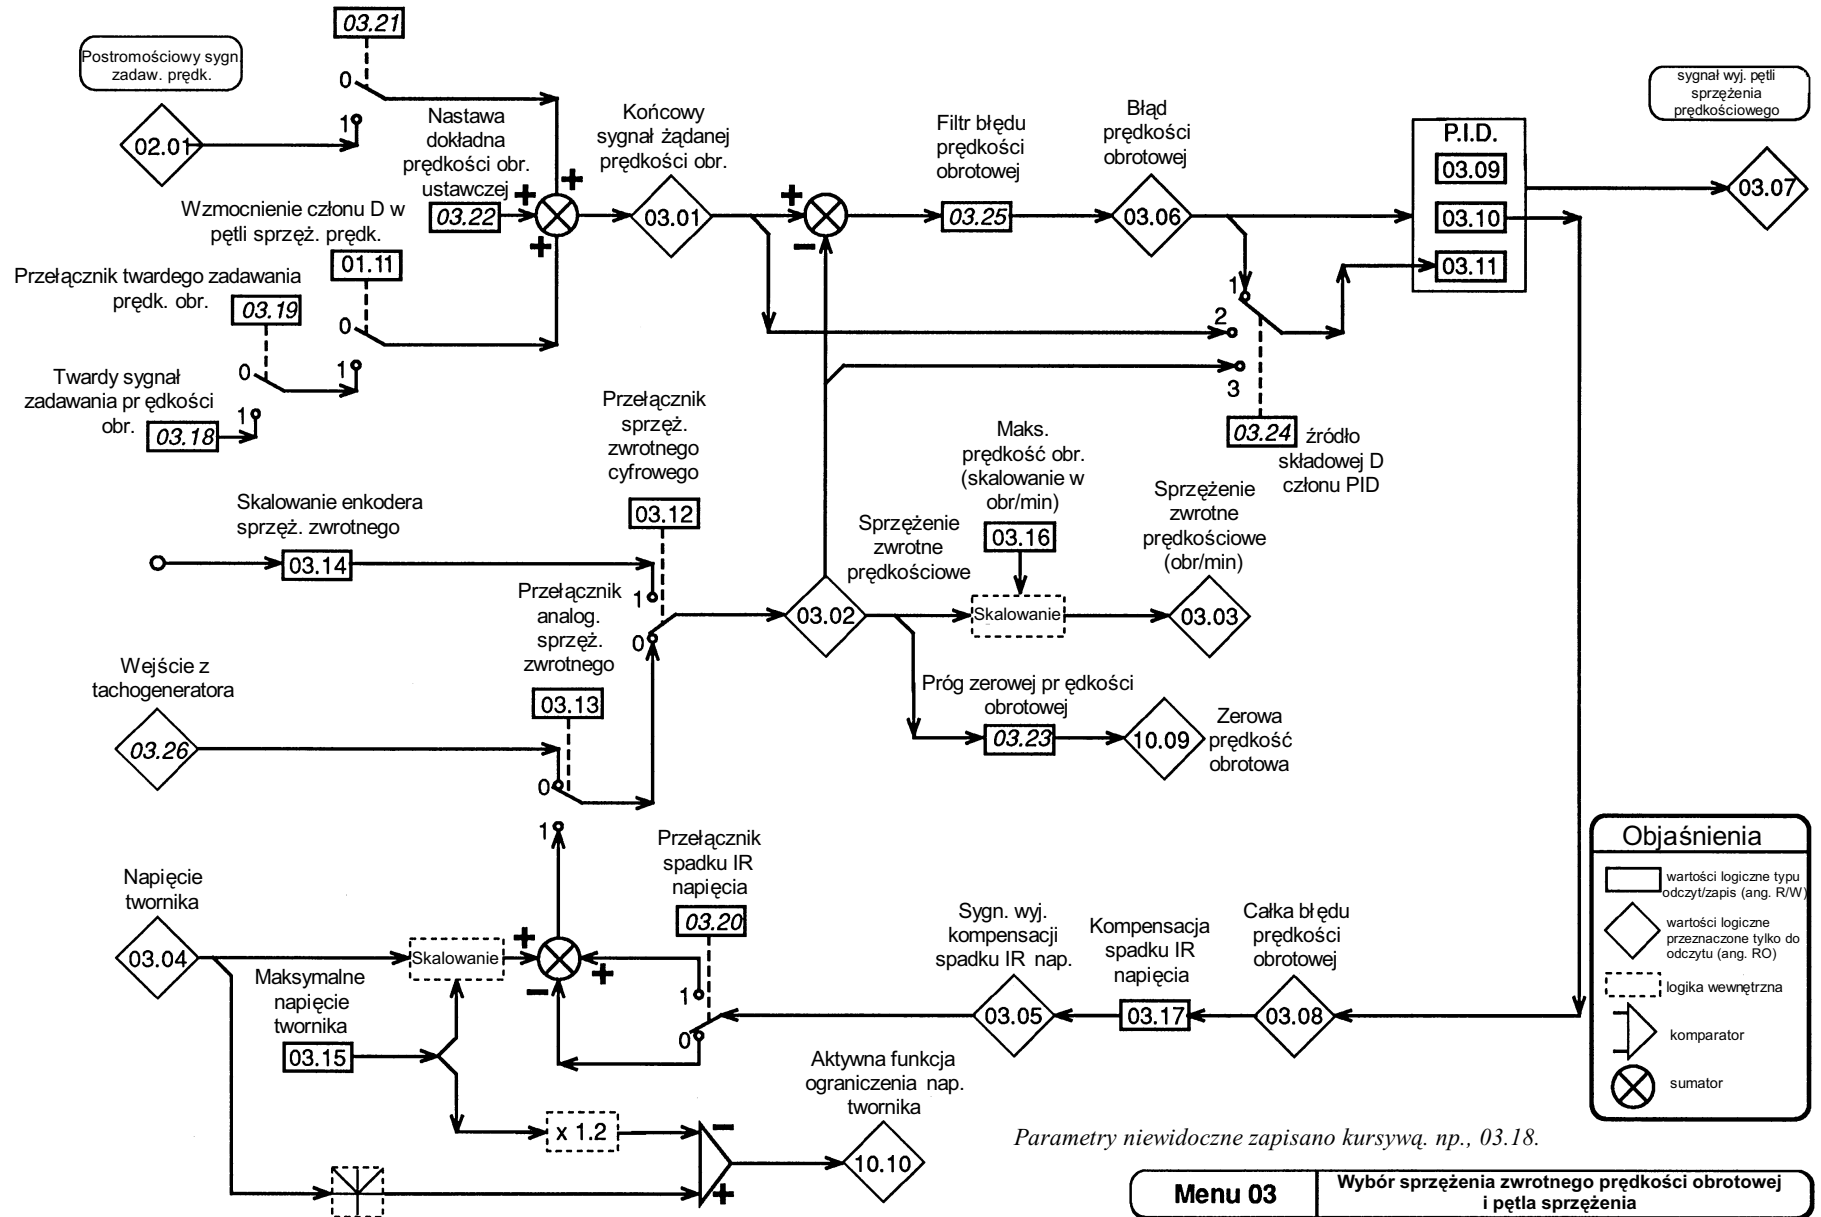 03.21
Postromościowy sygn.
zadaw. prędk.
02.01
0
1
Nastawa
dokładna
prędkości obr.
ustawczej
03.22
Wzmocnienie członu D w
pętli sprzęż. prędk.
01.11
0
1
Przełącznik twardego zadawania
prędk. obr.
03.19
0
1
Twardy sygnał
zadawania pr ędkości
obr.
03.18
+
+
+
Końcowy
sygnał żądanej
prędkości obr.
03.01
+
−
Filtr błędu
prędkości
obrotowej
03.25
Błąd
prędkości
obrotowej
03.06
P.I.D.
03.09
03.10
03.11
sygnał wyj. pętli
sprzężenia
prędkościowego
03.07
1
2
3
03.24
źródło
składowej D
członu PID
Przełącznik
sprzęż.
zwrotnego
cyfrowego
03.12
1
0
Skalowanie enkodera
sprzęż. zwrotnego
03.14
Przełącznik
analog.
sprzęż.
zwrotnego
03.13
0
1
Wejście z
tachogeneratora
03.26
03.02
Sprzężenie
zwrotne
prędkościowe
Maks.
prędkość obr.
(skalowanie w
obr/min)
03.16
Skalowanie
Sprzężenie
zwrotne
prędkościowe
(obr/min)
03.03
Próg zerowej pr ędkości
obrotowej
03.23
10.09
Zerowa
prędkość
obrotowa
Napięcie
twornika
03.04
Skalowanie
+
+
−
Maksymalne
napięcie
twornika
03.15
Przełącznik
spadku IR
napięcia
03.20
1
0
Sygn. wyj.
kompensacji
spadku IR nap.
03.05
Kompensacja
spadku IR
napięcia
03.17
Całka błędu
prędkości
obrotowej
03.08
x 1.2
−
+
Aktywna funkcja
ograniczenia nap.
twornika
10.10
Objaśnienia
wartości logiczne typu
odczyt/zapis (ang. R/W)
wartości logiczne
przeznaczone tylko do
odczytu (ang. RO)
logika wewnętrzna
komparator
sumator
Parametry niewidoczne zapisano kursywą. np., 03.18.
Menu 03
Wybór sprzężenia zwrotnego prędkości obrotowej
i pętla sprzężenia